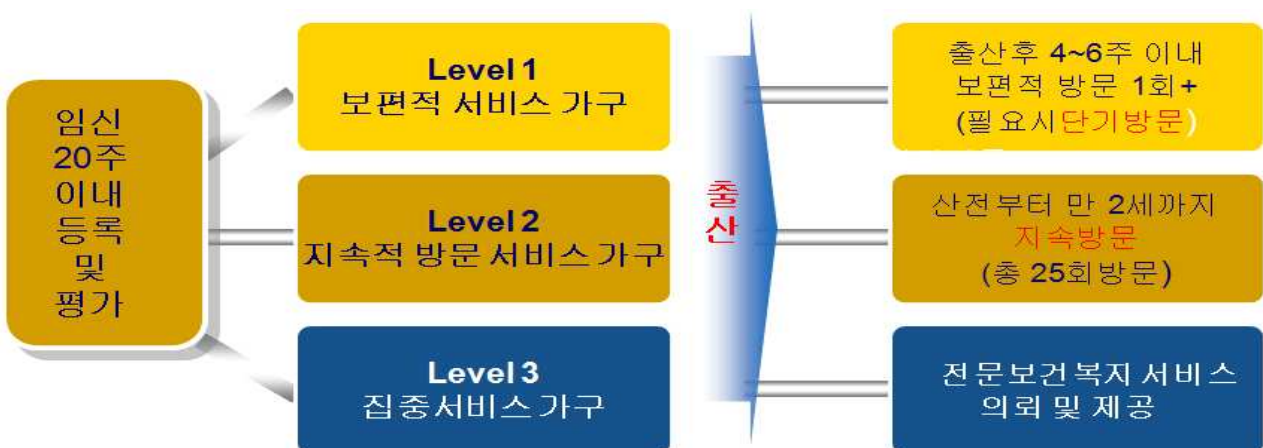 임신
20주
이내
등록
및
평가
Level 1
보편적 서비스 가구
Level 2
지속적 방문 서비스 가구
Level 3
집중서비스 가구
출
산
출산후 4~6주 이내
보편적 방문 1회+
(필요시단기방문)
산전부터 만 2세까지
지속방문
(총 25회방문)
전문보건복지 서비스
의뢰 및 제공